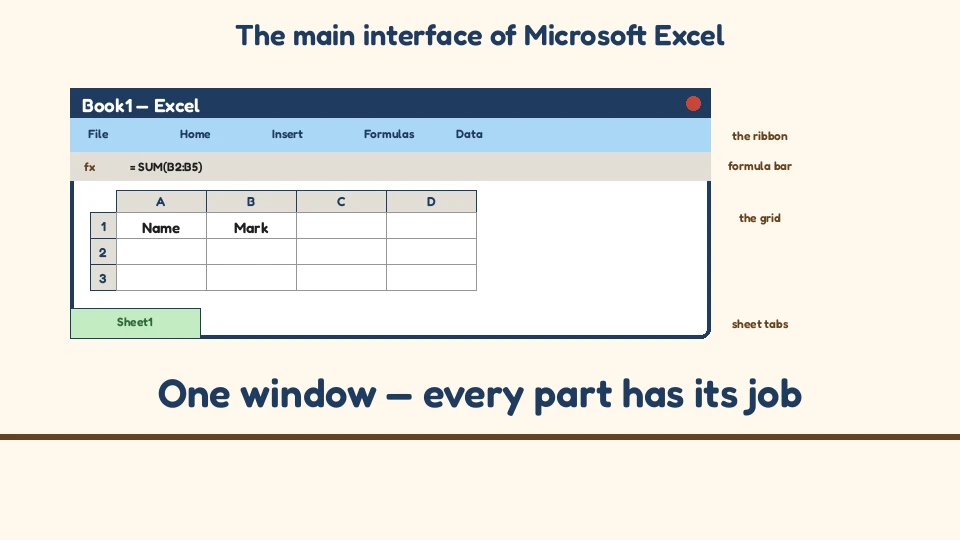 The main interface of Microsoft Excel
Book1 — Excel
File Home Insert Formulas Data
the ribbon
fx = SUM(B2:B5)
formula bar
A B C D
the grid
1 Name Mark
2
3
Sheet1
sheet tabs
One window — every part has its job